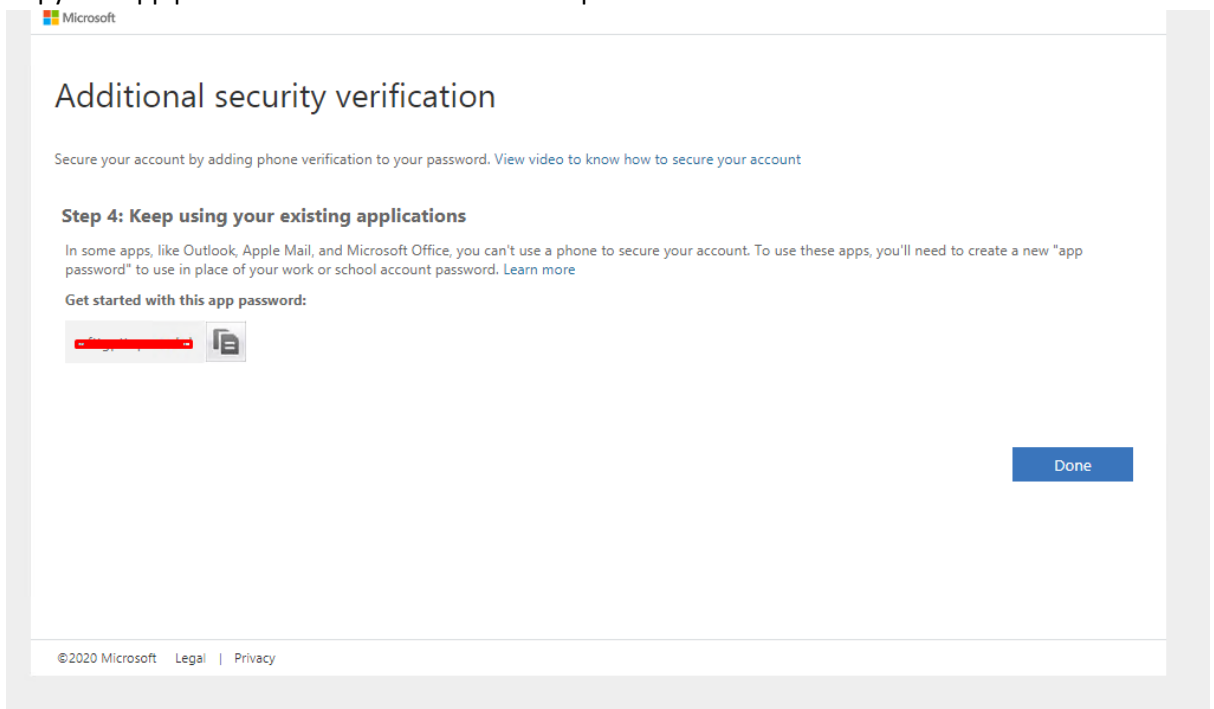 Microsoft
Additional security verification
Secure your account by adding phone verification to your password. View video to know how to secure your account
Step 4: Keep using your existing applications
In some apps, like Outlook, Apple Mail, and Microsoft Office, you can't use a phone to secure your account. To use these apps, you'll need to create a new "app
password" to use in place of your work or school account password. Learn more
Get started with this app password:
Done
©2020 Microsoft Legal | Privacy